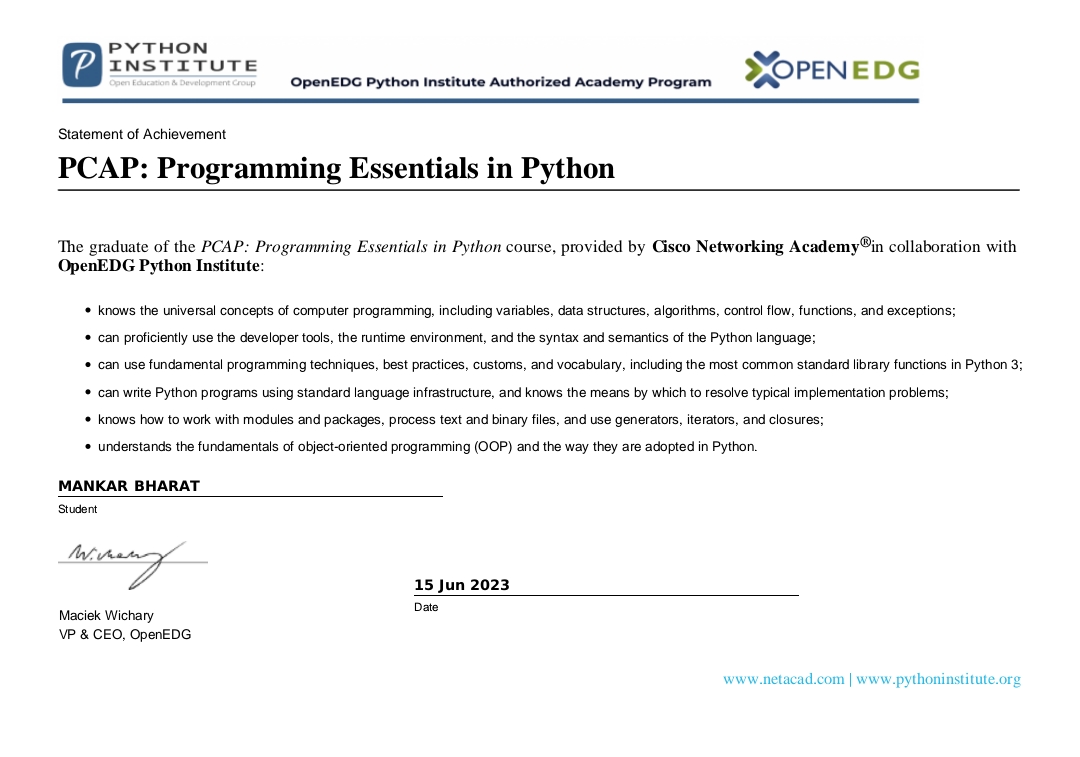 PYTHON
INSTITUTE
Open Education & Development Group
OpenEDG Python Institute Authorized Academy Program
OPENEDG
Statement of Achievement
PCAP: Programming Essentials in Python
The graduate of the PCAP: Programming Essentials in Python course, provided by Cisco Networking Academy®in collaboration with
OpenEDG Python Institute:
• knows the universal concepts of computer programming, including variables, data structures, algorithms, control flow, functions, and exceptions;
• can proficiently use the developer tools, the runtime environment, and the syntax and semantics of the Python language;
• can use fundamental programming techniques, best practices, customs, and vocabulary, including the most common standard library functions in Python 3;
• can write Python programs using standard language infrastructure, and knows the means by which to resolve typical implementation problems;
• knows how to work with modules and packages, process text and binary files, and use generators, iterators, and closures;
• understands the fundamentals of object-oriented programming (OOP) and the way they are adopted in Python.
MANKAR BHARAT
Student
W.chary
15 Jun 2023
Date
Maciek Wichary
VP & CEO, OpenEDG
www.netacad.com | www.pythoninstitute.org